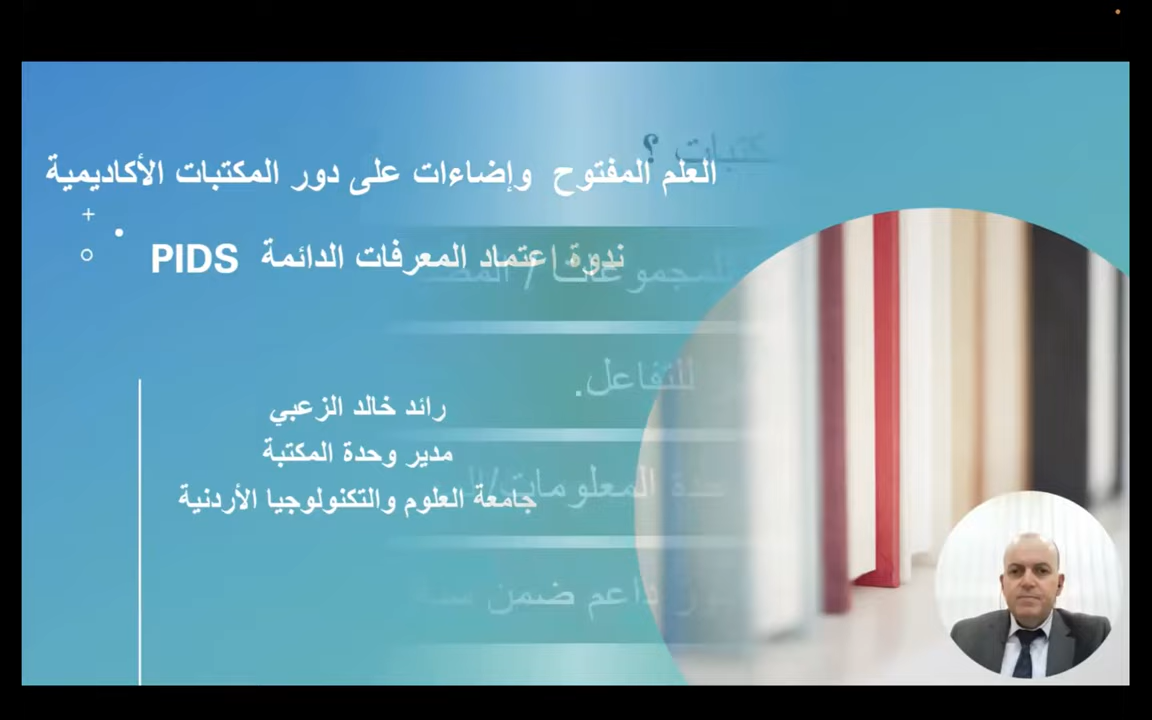 العلم المفتوح وإضاءات على دور المكتبات الأكاديمية
ندوة اعتماد المعرفات الدائمة PIDS
رائد خالد الزعبي
مدير وحدة المكتبة
جامعة العلوم والتكنولوجيا الأردنية
؟
للتفاعل.